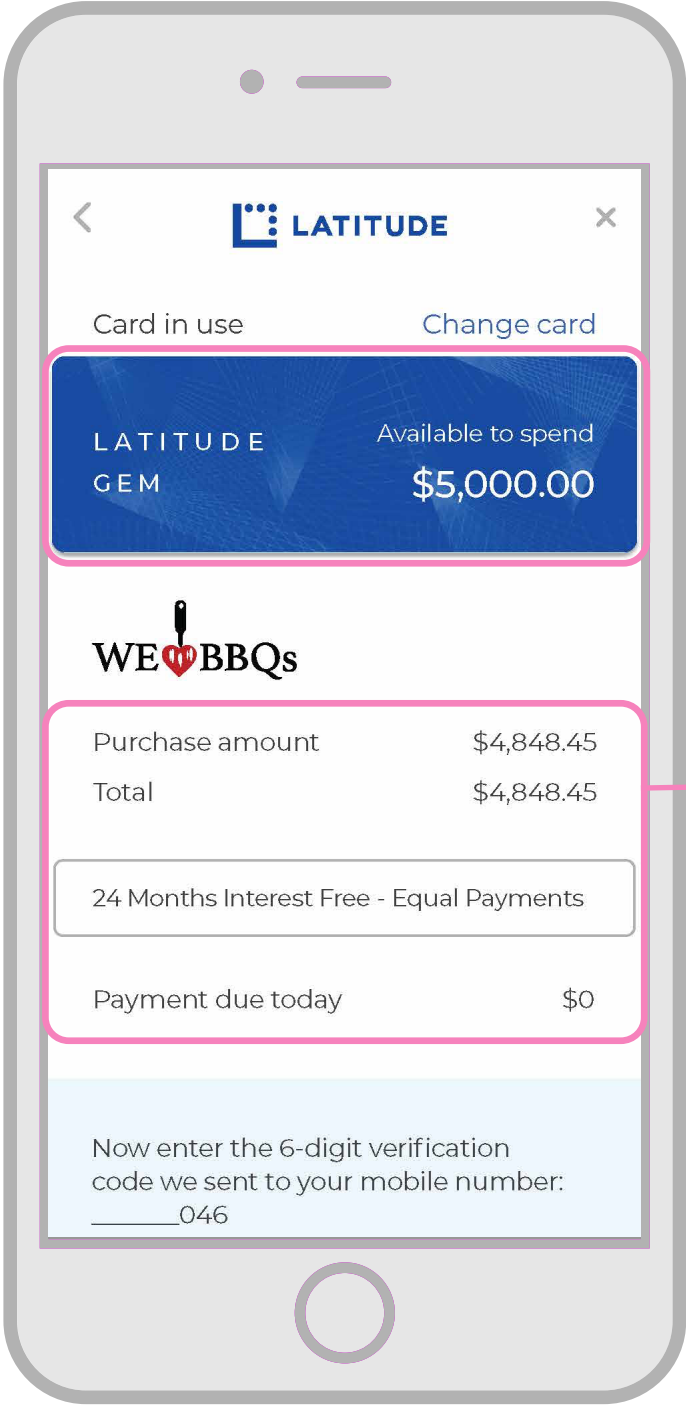 LATITUDE
Card in use Change card
LATITUDE
GEM
Available to spend
$5,000.00
WE BBQs
Purchase amount $4,848.45
Total $4,848.45
24 Months Interest Free - Equal Payments
Payment due today $0
Now enter the 6-digit verification
code we sent to your mobile number:
_______046